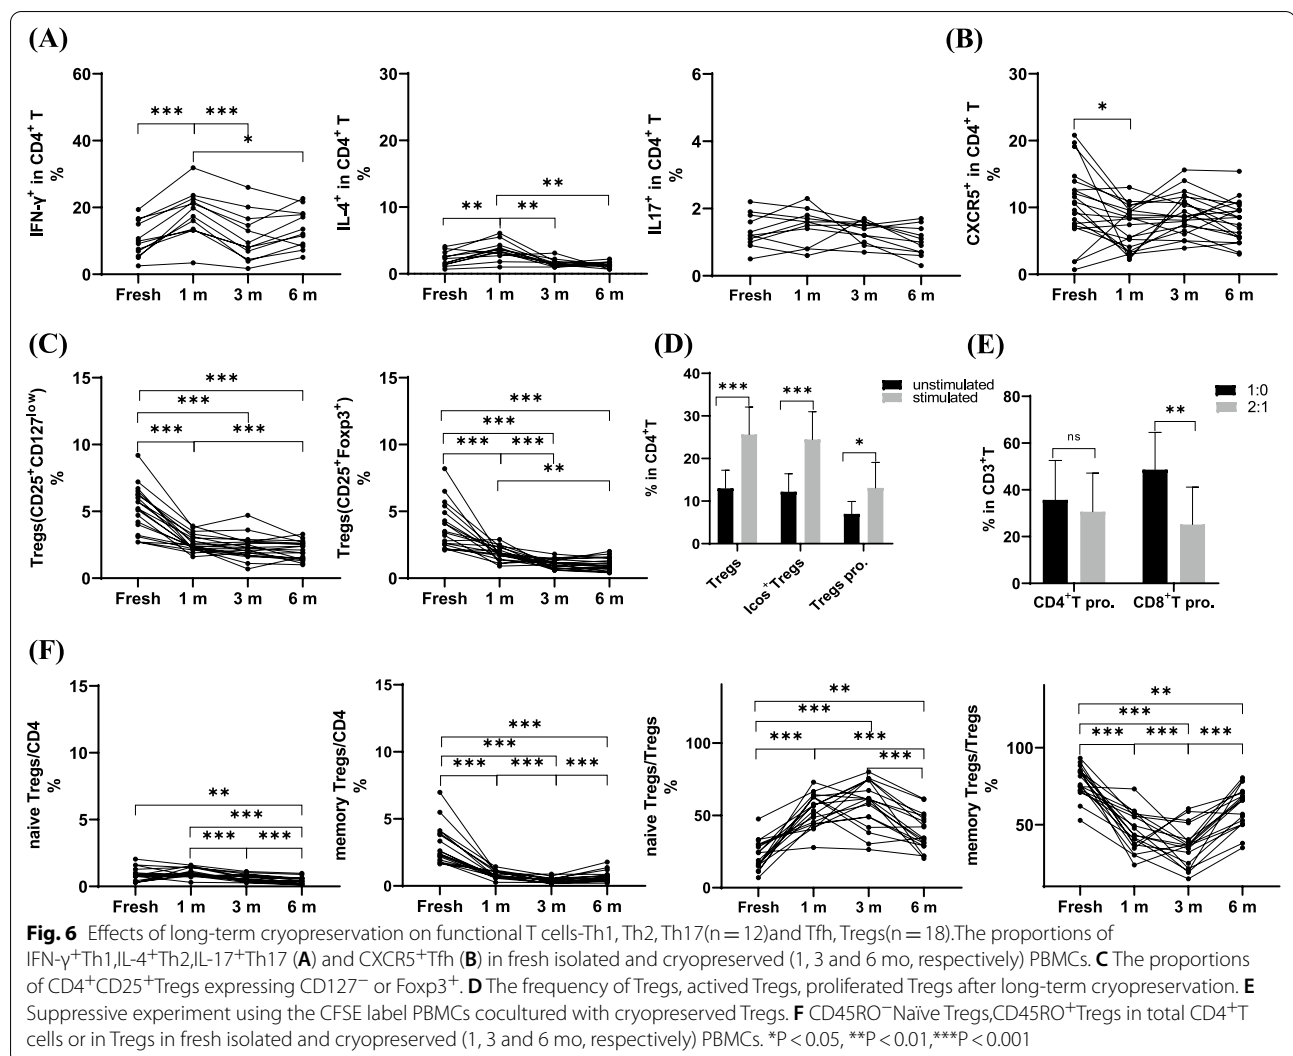 (A)
(B)
IFN-γ⁺ in CD4⁺ T
%
60
40
20
0
*** ***
*
Fresh 1 m 3 m 6 m
IL-4⁺ in CD4⁺ T
%
30
20
10
0
**
** **
Fresh 1 m 3 m 6 m
IL17⁺ in CD4⁺ T
%
6
4
2
0
Fresh 1 m 3 m 6 m
CXCR5⁺ in CD4⁺ T
%
30
20
10
0
*
Fresh 1 m 3 m 6 m
(C)
(D)
(E)
Tregs(CD25⁺CD127ˡᵒʷ)
%
15
10
5
0
***
***
*** ***
Fresh 1 m 3 m 6 m
Tregs(CD25⁺Foxp3⁺)
%
15
10
5
0
***
***
*** ***
**
Fresh 1 m 3 m 6 m
% in CD4⁺T
40
30
20
10
0
*** *** *
unstimulated
stimulated
Tregs
Icos⁺Tregs
Tregs pro.
% in CD3⁺T
80
60
40
20
0
ns **
1:0
2:1
CD4⁺T pro. CD8⁺T pro.
(F)
naive Tregs/CD4
%
15
10
5
0
**
***
*** ***
Fresh 1 m 3 m 6 m
memory Tregs/CD4
%
15
10
5
0
***
***
*** *** ***
Fresh 1 m 3 m 6 m
naive Tregs/Tregs
%
100
50
0
**
***
*** ***
***
Fresh 1 m 3 m 6 m
memory Tregs/Tregs
%
100
50
**
***
*** *** ***
Fresh 1 m 3 m 6 m
Fig. 6 Effects of long-term cryopreservation on functional T cells-Th1, Th2, Th17(n = 12)and Tfh, Tregs(n = 18).The proportions of
IFN-γ⁺Th1,IL-4⁺Th2,IL-17⁺Th17 (A) and CXCR5⁺Tfh (B) in fresh isolated and cryopreserved (1, 3 and 6 mo, respectively) PBMCs. C The proportions
of CD4⁺CD25⁺Tregs expressing CD127⁻ or Foxp3⁺. D The frequency of Tregs, actived Tregs, proliferated Tregs after long-term cryopreservation. E
Suppressive experiment using the CFSE label PBMCs cocultured with cryopreserved Tregs. F CD45RO⁻Naïve Tregs,CD45RO⁺Tregs in total CD4⁺T
cells or in Tregs in fresh isolated and cryopreserved (1, 3 and 6 mo, respectively) PBMCs. *P < 0.05, **P < 0.01,***P < 0.001